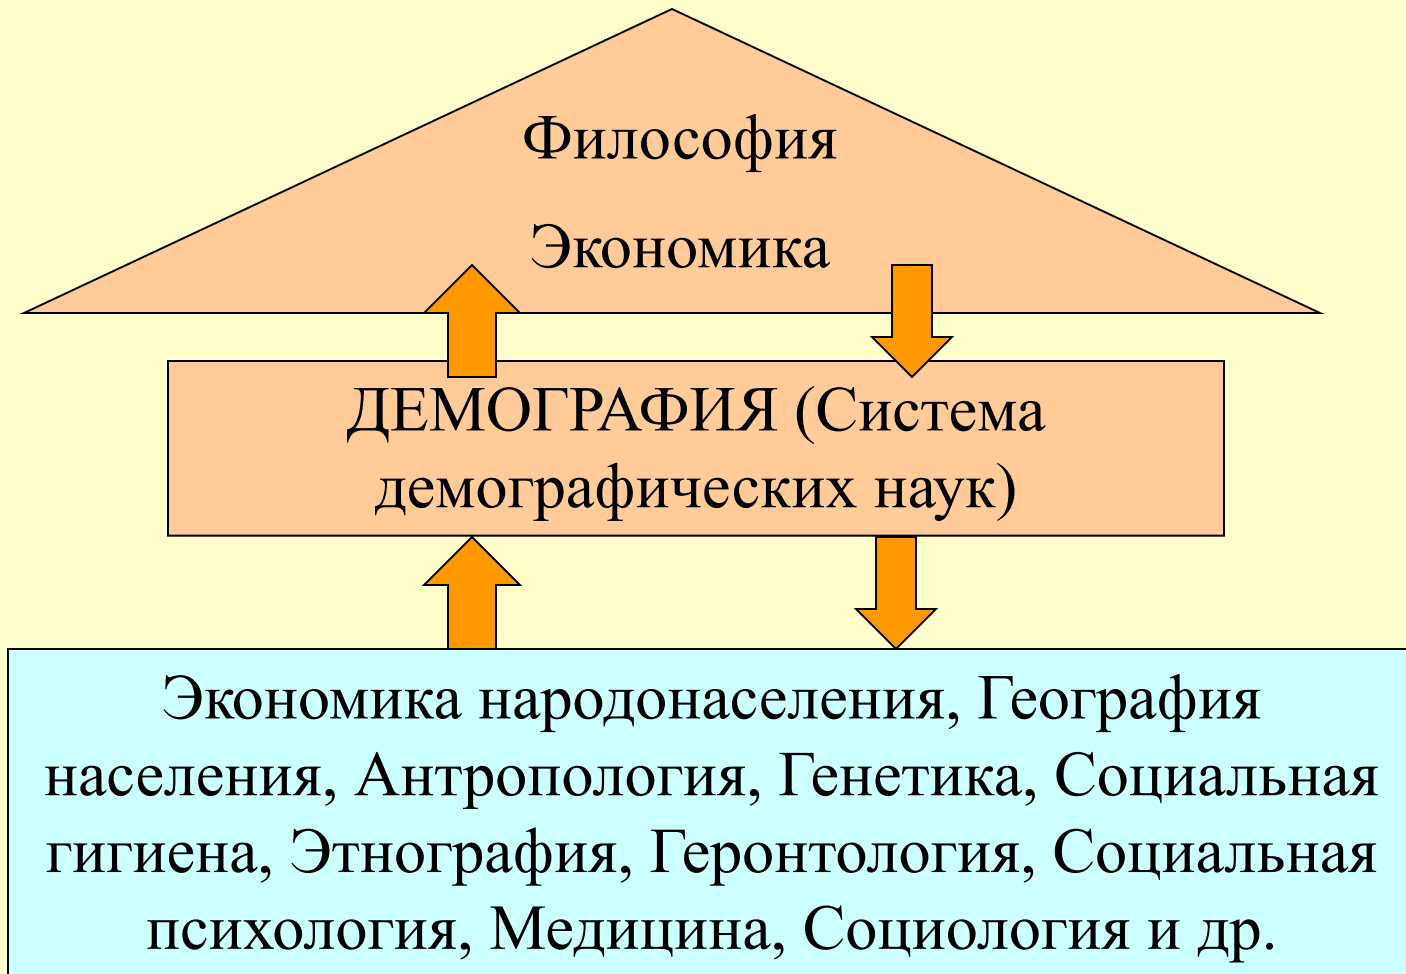 Философия
Экономика
ДЕМОГРАФИЯ (Система
демографических наук)
Экономика народонаселения, География
населения, Антропология, Генетика, Социальная
гигиена, Этнография, Геронтология, Социальная
психология, Медицина, Социология и др.